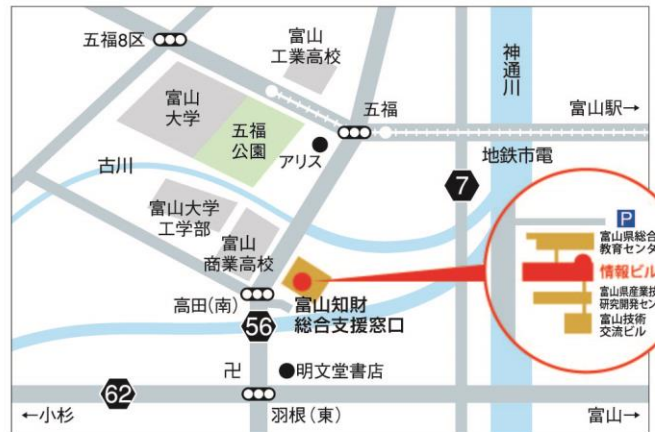 五福8区
富山
工業高校
神
通
川
富山
大学
五福
富山駅→
五福
公園
アリス
地鉄市電
古川
7
P
富山大学
工学部
富山県総合
教育センタ
富山
商業高校
情報ビル
富山県産業技
研究開発セン
富山技術
交流ビル
高田(南)
富山知財
総合支援窓口
56
卍
●明文堂書店
62
←小杉
羽根(東)
富山→